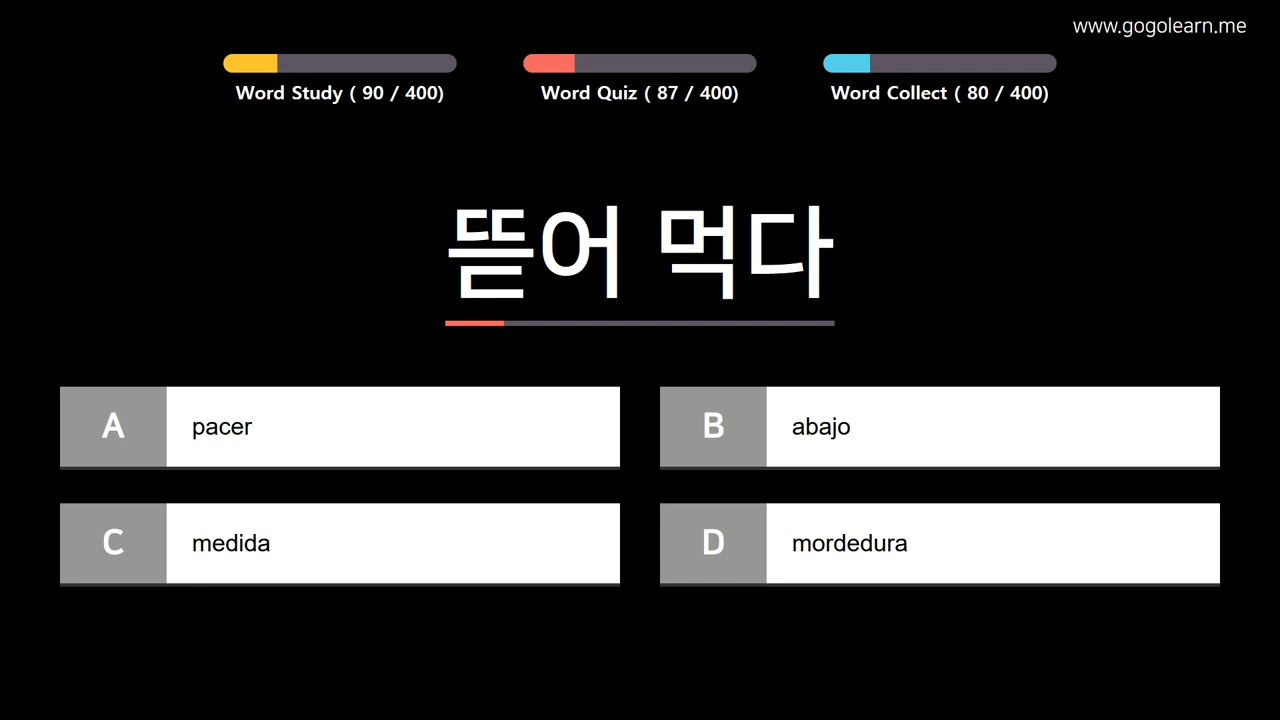 www.gogolearn.me
Word Study ( 90 / 400)
Word Quiz ( 87 / 400)
Word Collect ( 80 / 400)
뜯어 먹다
A pacer
B abajo
C medida
D mordedura